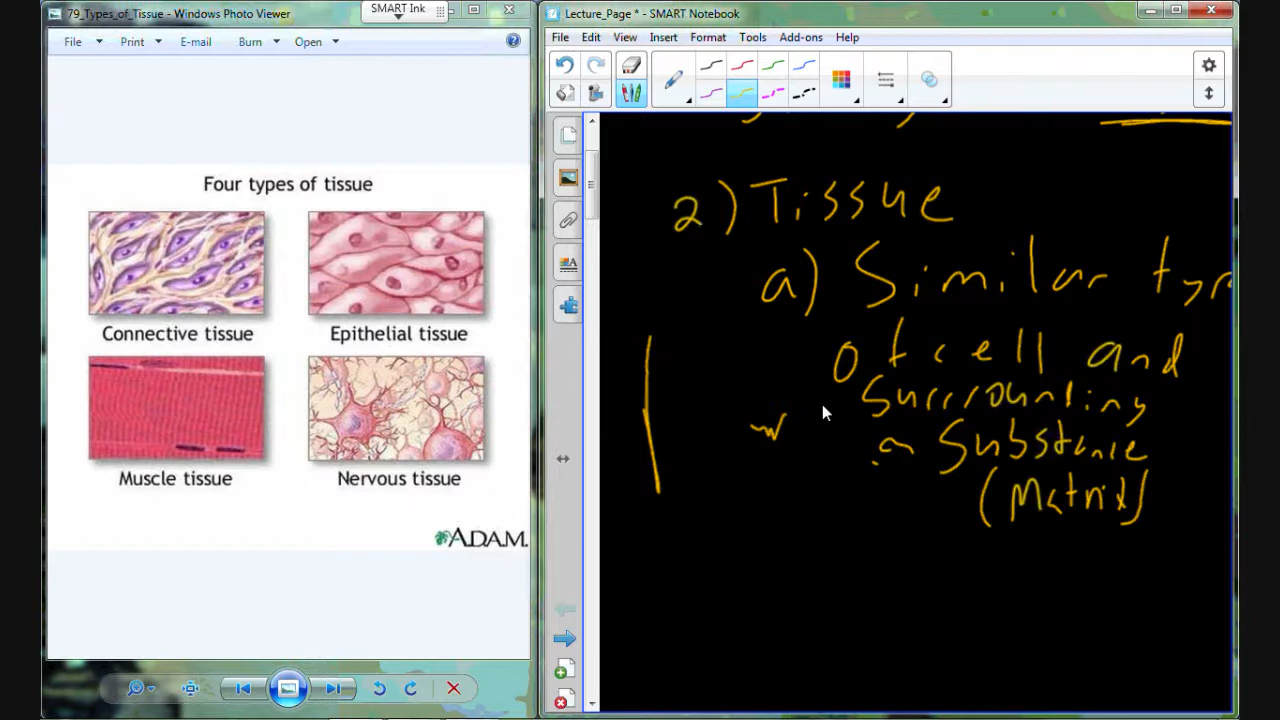 79_Types_of_Tissue - Windows Photo Viewer
SMART Ink
File Print E-mail Burn Open
Four types of tissue
Connective tissue Epithelial tissue
Muscle tissue Nervous tissue
ADAM.
Lecture_Page * - SMART Notebook
File Edit View Insert Format Tools Add-ons Help
2) Tissue
a) Similar typ
Of cell and
Surrounding
Substance
(Matrix)